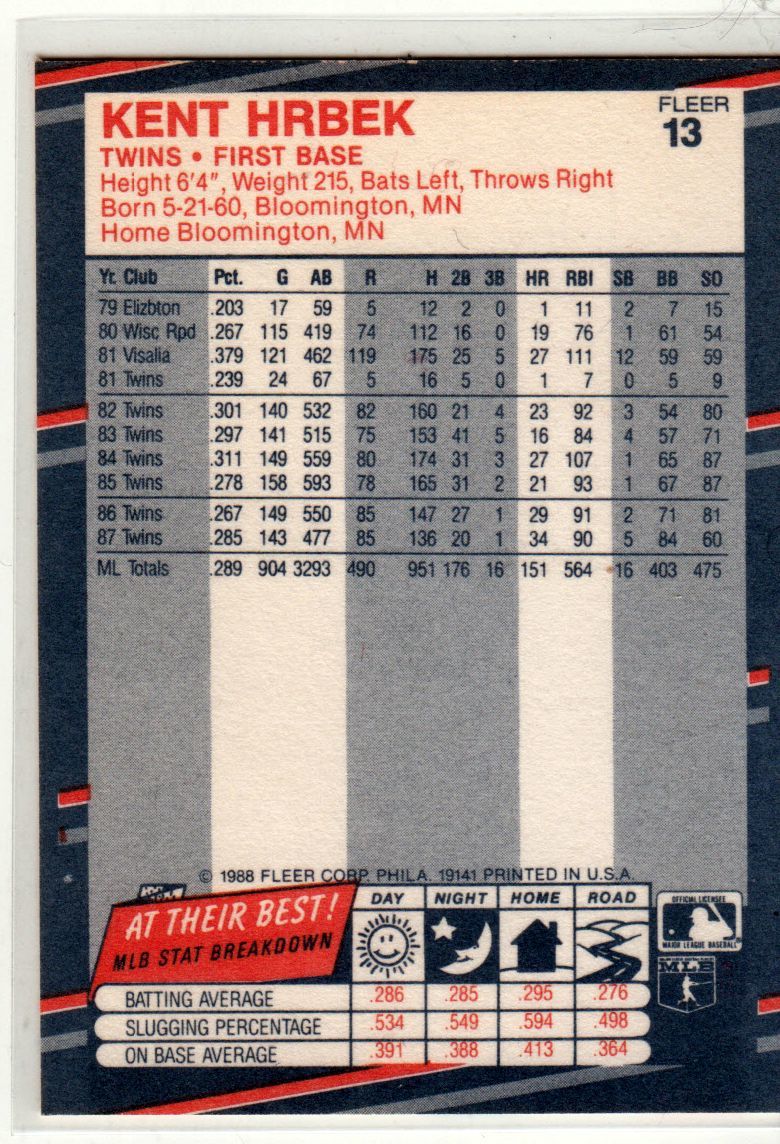 KENT HRBEK
FLEER
13
TWINS • FIRST BASE
Height 6'4", Weight 215, Bats Left, Throws Right
Born 5-21-60, Bloomington, MN
Home Bloomington, MN
Yr. Club Pct. G AB R H 2B 3B HR RBI SB BB SO
79 Elizbton .203 17 59 5 12 2 0 1 11 2 7 15
80 Wisc Rpd .267 115 419 74 112 16 0 19 76 1 61 54
81 Visalia .379 121 462 119 175 25 5 27 111 12 59 59
81 Twins .239 24 67 5 16 5 0 1 7 0 5 9
82 Twins .301 140 532 82 160 21 4 23 92 3 54 80
83 Twins .297 141 515 75 153 41 5 16 84 4 57 71
84 Twins .311 149 559 80 174 31 3 27 107 1 65 87
85 Twins .278 158 593 78 165 31 2 21 93 1 67 87
86 Twins .267 149 550 85 147 27 1 29 91 2 71 81
87 Twins .285 143 477 85 136 20 1 34 90 5 84 60
ML Totals .289 904 3293 490 951 176 16 151 564 16 403 475
© 1988 FLEER CORP. PHILA. 19141 PRINTED IN U.S.A.
AT THEIR BEST!
MLB STAT BREAKDOWN
DAY NIGHT HOME ROAD
OFFICIAL LICENSEE
MAJOR LEAGUE BASEBALL
MLB
BATTING AVERAGE .286 .285 .295 .276
SLUGGING PERCENTAGE .534 .549 .594 .498
ON BASE AVERAGE .391 .388 .413 .364